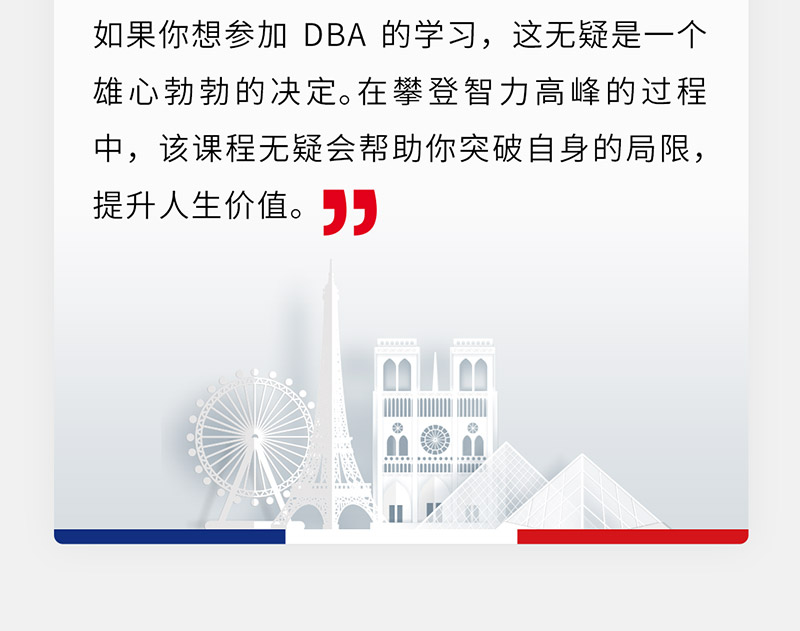 如果你想参加 DBA 的学习，这无疑是一个
雄心勃勃的决定。在攀登智力高峰的过程
中，该课程无疑会帮助你突破自身的局限，
提升人生价值。”